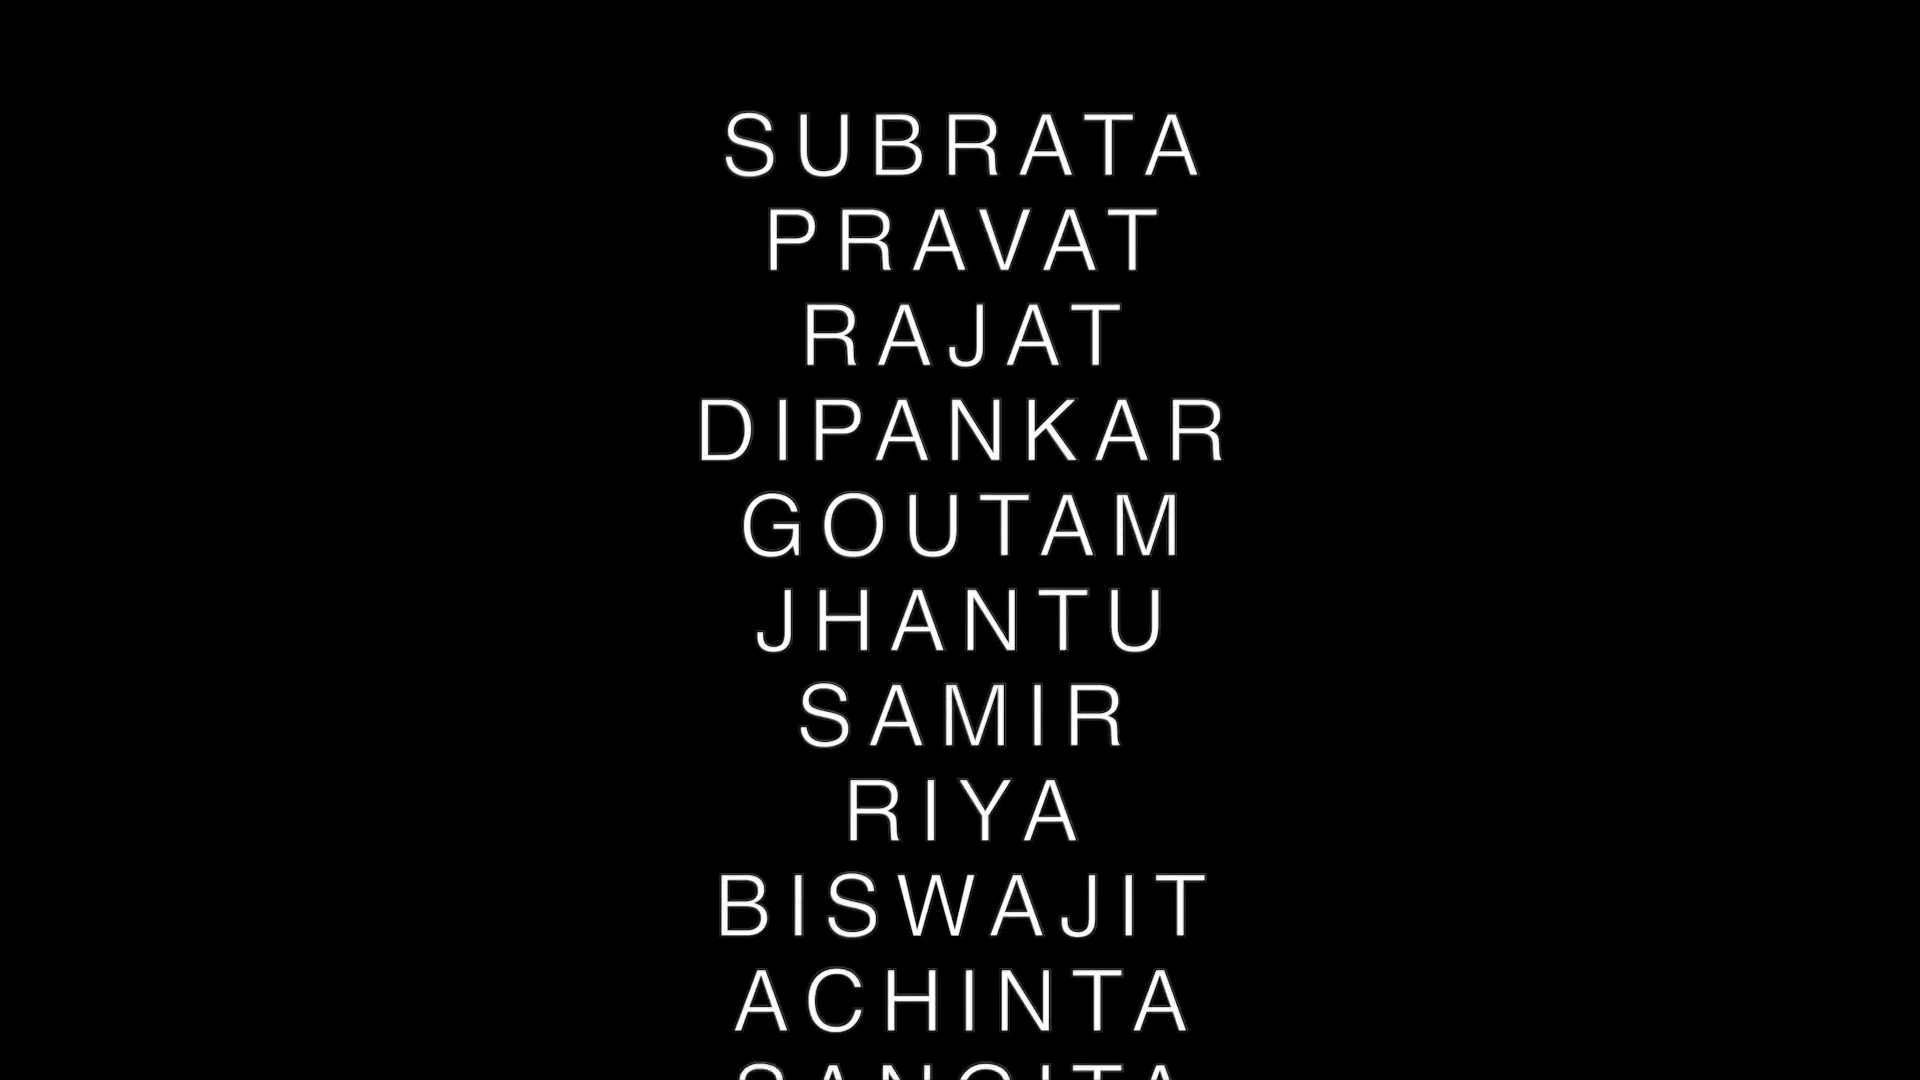 SUBRATA
PRAVAT
RAJAT
DIPANKAR
GOUTAM
JHANTU
SAMIR
RIYA
BISWAJIT
ACHINTA